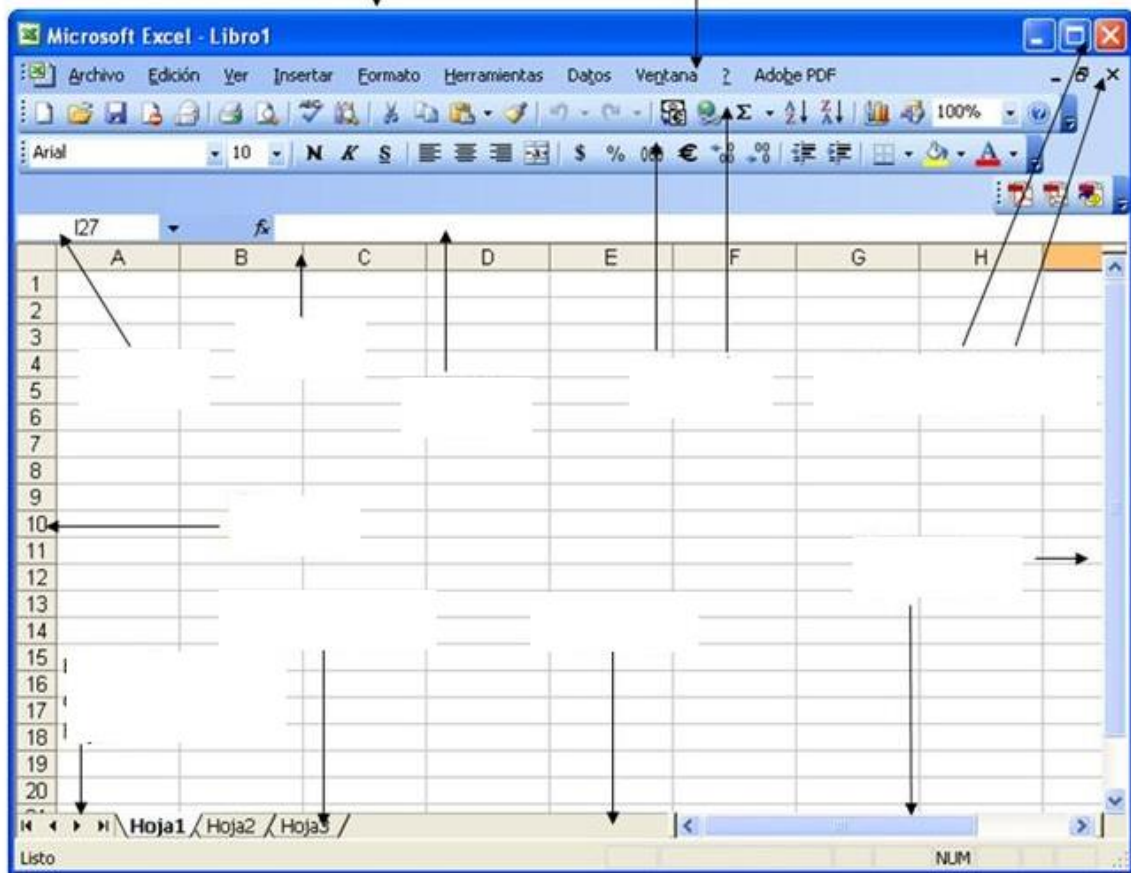 Microsoft Excel - Libro1
Archivo Edición Ver Insertar Formato Herramientas Datos Ventana ? Adobe PDF
Σ 100%
Arial 10 N K S $ % 000 €
I27 fx
A B C D E F G H
1
2
3
4
5
6
7
8
9
10
11
12
13
14
15
16
17
18
19
20
Hoja1 Hoja2 Hoja3
Listo NUM